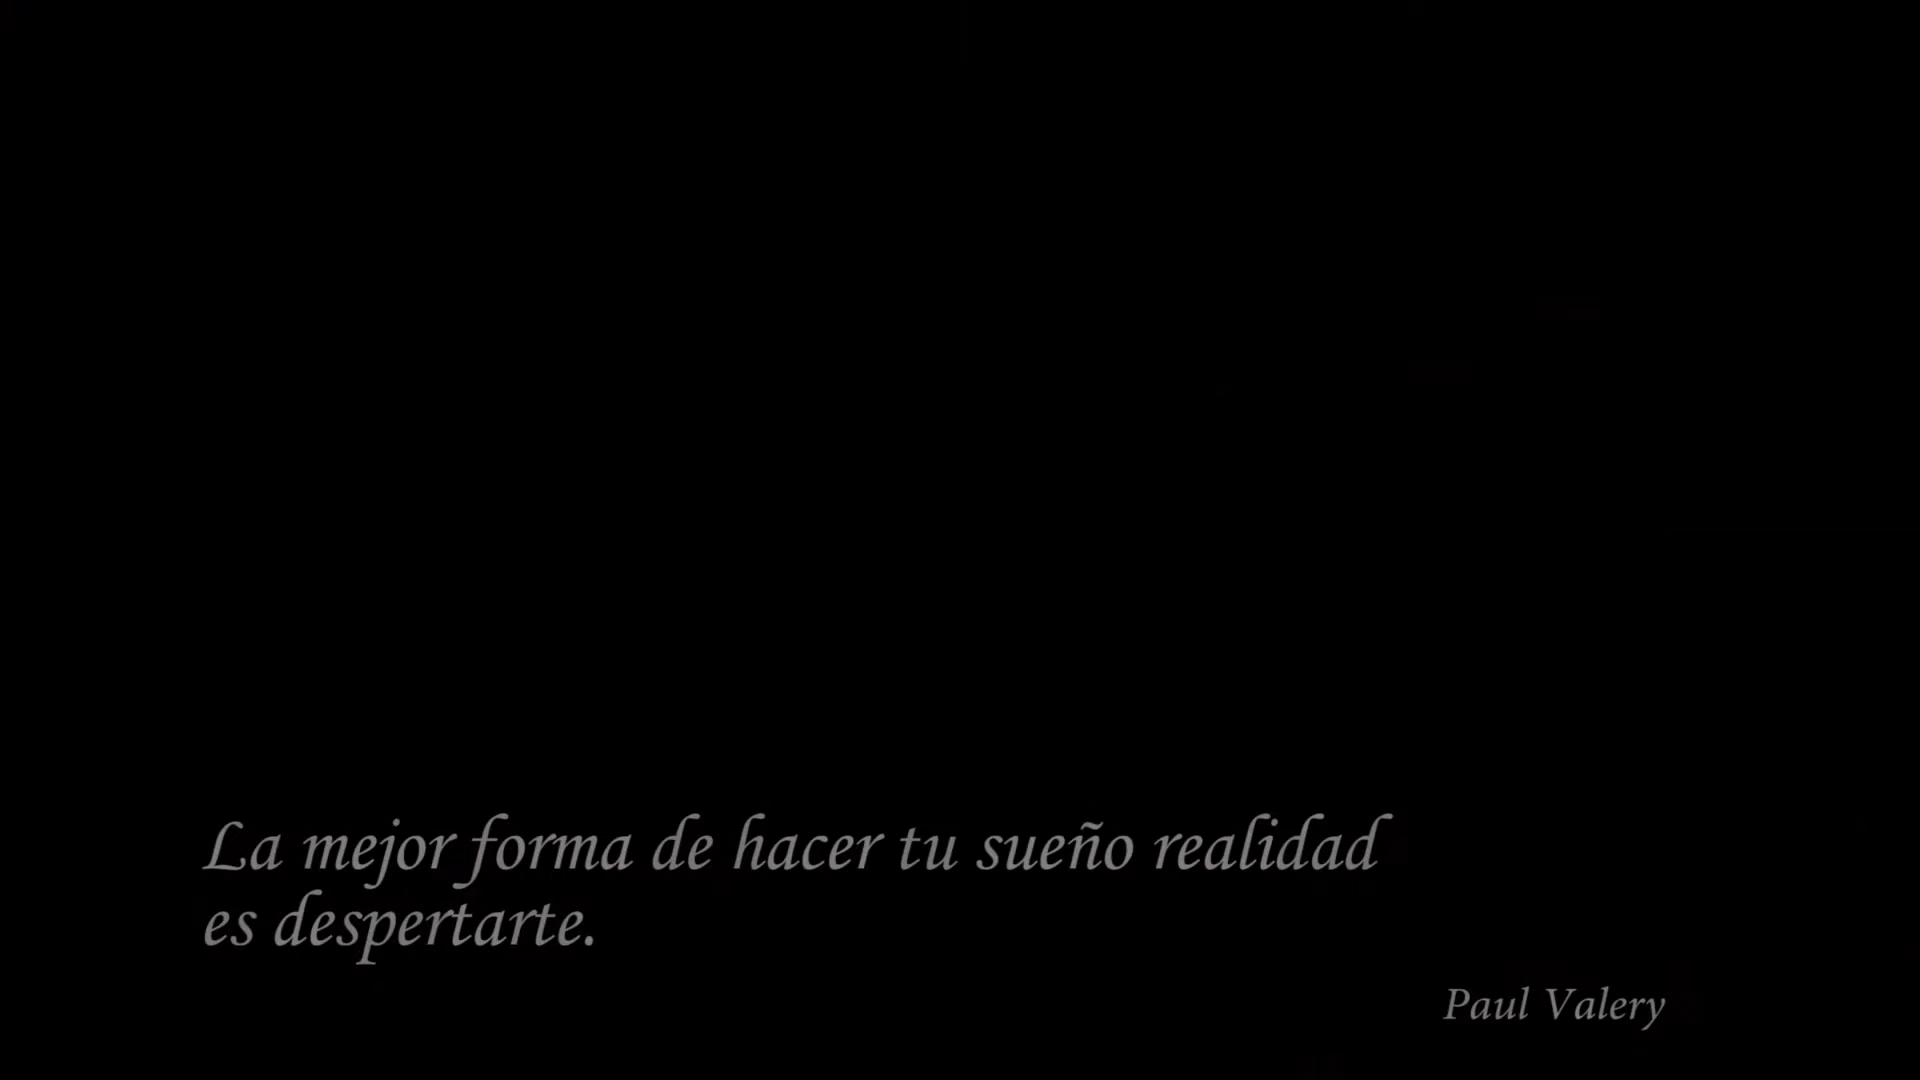 La mejor forma de hacer tu sueño realidad
es despertarte.
Paul Valery